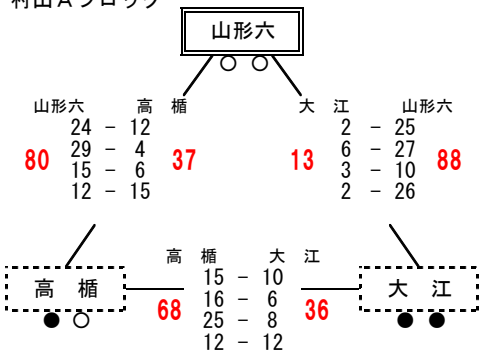 村山Aブロック
山形六
○ ○
山形六 高 楯
24 - 12
29 - 4
15 - 6
12 - 15
80 37
大 江 山形六
2 - 25
6 - 27
3 - 10
2 - 26
13 88
高 楯 大 江
15 - 10
16 - 6
25 - 8
12 - 12
68 36
高 楯
● ○
大 江
● ●